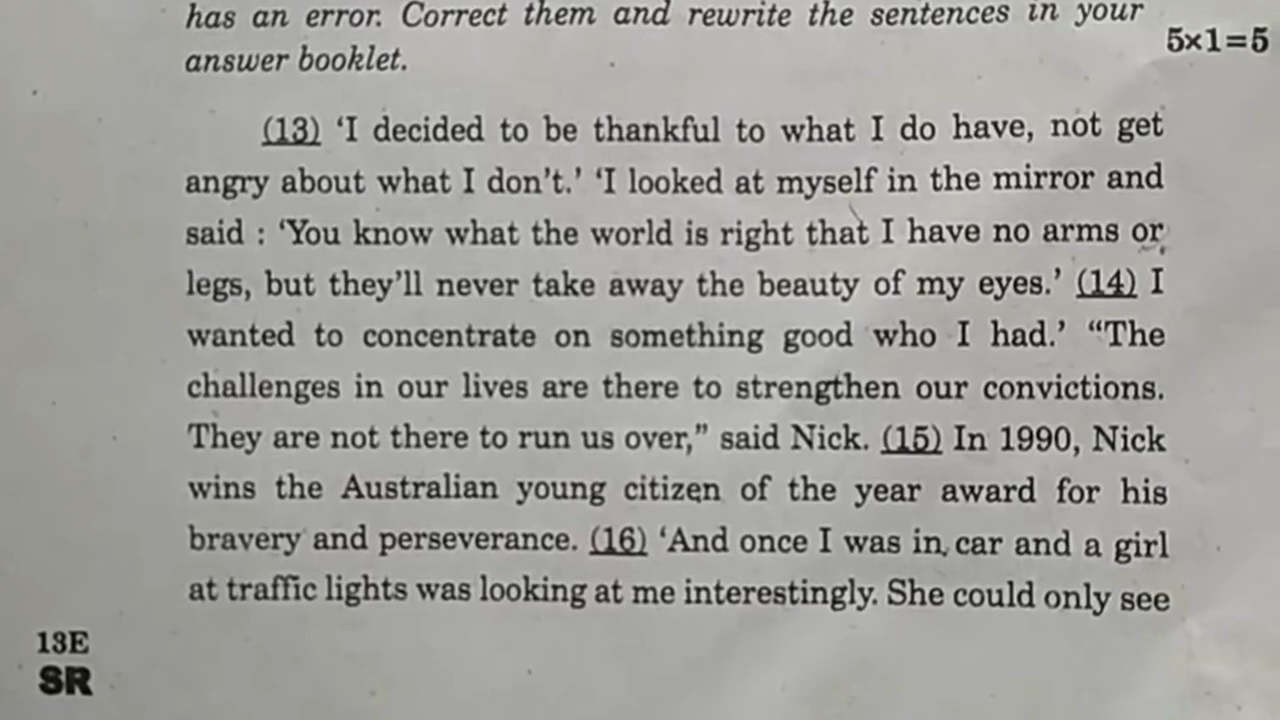 has an error. Correct them and rewrite the sentences in your
answer booklet.
5×1=5
(13) ‘I decided to be thankful to what I do have, not get
angry about what I don’t.’ ‘I looked at myself in the mirror and
said : ‘You know what the world is right that I have no arms or
legs, but they’ll never take away the beauty of my eyes.’ (14) I
wanted to concentrate on something good who I had.’ “The
challenges in our lives are there to strengthen our convictions.
They are not there to run us over,” said Nick. (15) In 1990, Nick
wins the Australian young citizen of the year award for his
bravery and perseverance. (16) ‘And once I was in car and a girl
at traffic lights was looking at me interestingly. She could only see
13E
SR